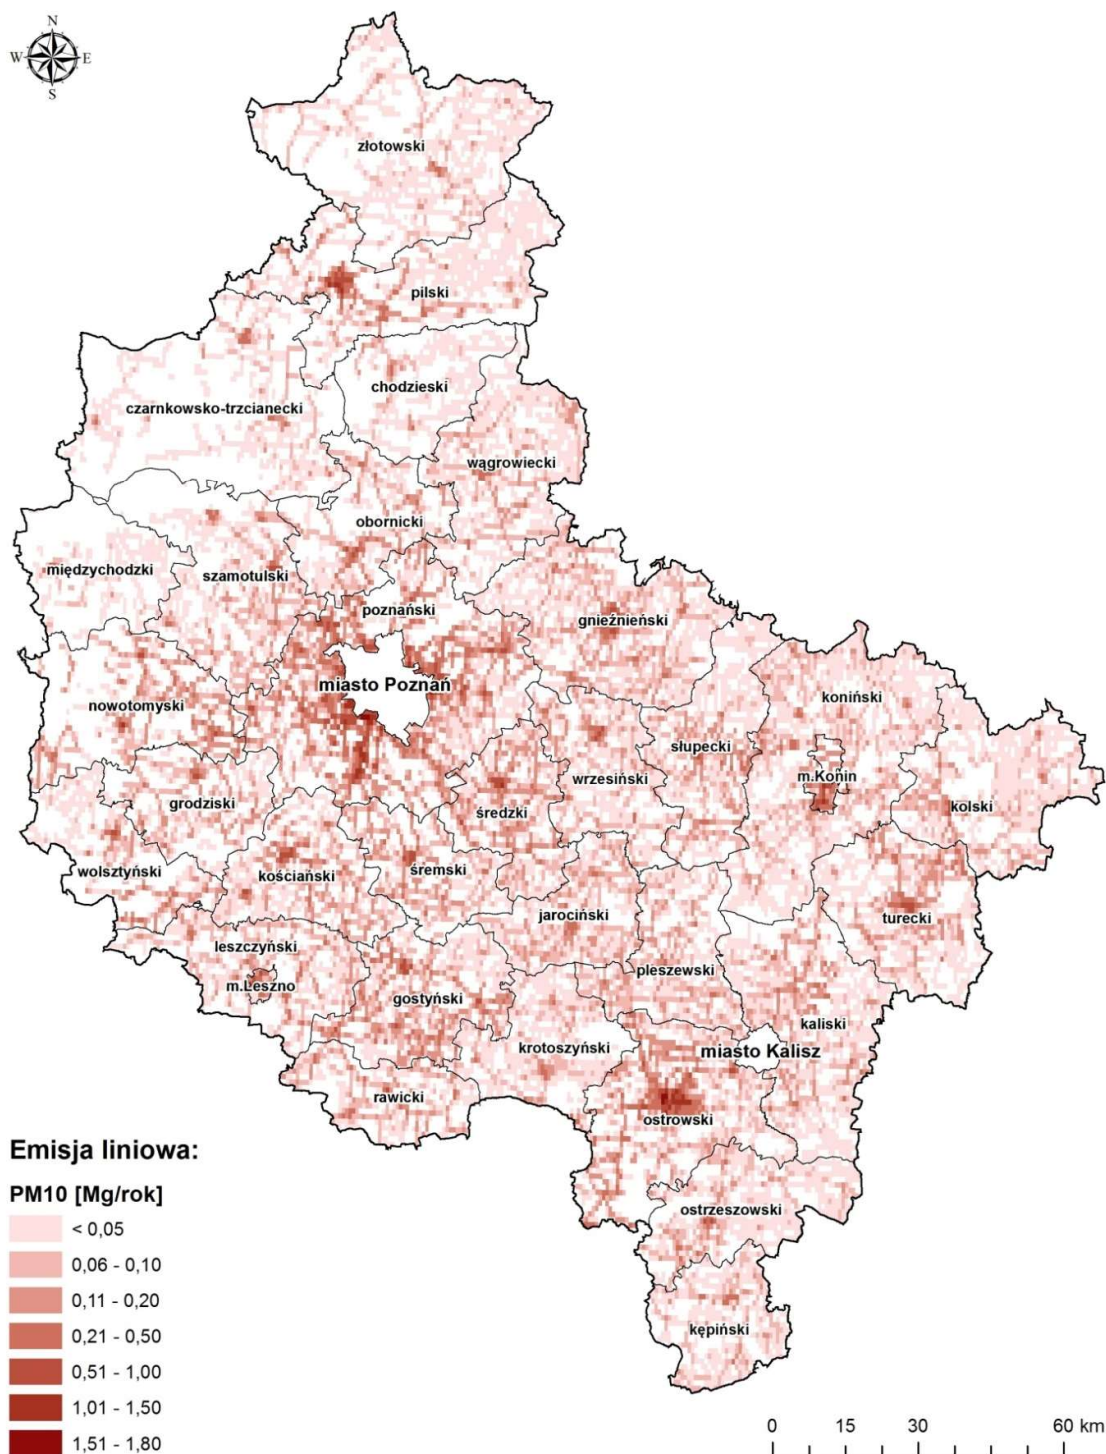 N
W E
S
złotowski
pilski
chodzieski
czarnkowsko-trzcianecki
wągrowiecki
obornicki
międzychodzki
szamotulski
poznański
gnieźnieński
miasto Poznań
nowotomyski
koniński
słupecki
m.Konin
wrzesiński
grodziski
średzki
kolski
wolsztyński
kościański
śremski
jarociński
turecki
leszczyński
pleszewski
m.Leszno
gostyński
kaliski
krotoszyński
miasto Kalisz
rawicki
ostrowski
Emisja liniowa:
PM10 [Mg/rok]
ostrzeszowski
< 0,05
0,06 - 0,10
0,11 - 0,20
0,21 - 0,50
kępiński
0,51 - 1,00
1,01 - 1,50
1,51 - 1,80
0 15 30 60 km